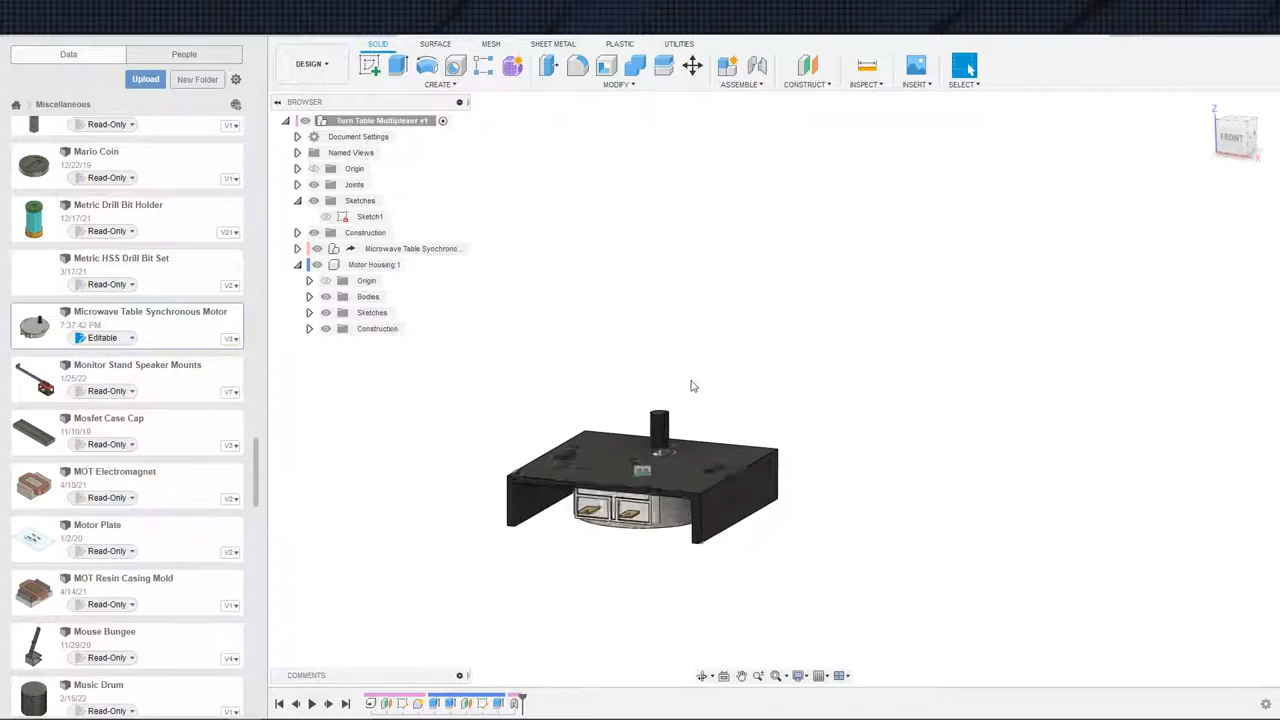 Data
People
Upload
New Folder
Miscellaneous
Read-Only
V1
Mario Coin
12/22/19
Read-Only
V1
Metric Drill Bit Holder
12/17/21
Read-Only
V21
Metric HSS Drill Bit Set
3/17/21
Read-Only
V2
Microwave Table Synchronous Motor
7:37:42 PM
Editable
V3
Monitor Stand Speaker Mounts
1/25/22
Read-Only
V7
Mosfet Case Cap
11/10/19
Read-Only
V3
MOT Electromagnet
4/10/21
Read-Only
V2
Motor Plate
1/2/20
Read-Only
V2
MOT Resin Casing Mold
4/14/21
Read-Only
V1
Mouse Bungee
11/29/20
Read-Only
V4
Music Drum
2/16/22
Read-Only
V1
DESIGN
SOLID
SURFACE
MESH
SHEET METAL
PLASTIC
UTILITIES
CREATE
MODIFY
ASSEMBLE
CONSTRUCT
INSPECT
INSERT
SELECT
BROWSER
Turn Table Multiplexer v1
Document Settings
Named Views
Origin
Joints
Sketches
Sketch1
Construction
Microwave Table Synchrono...
Motor Housing:1
Origin
Bodies
Sketches
Construction
Z
FRONT
X
COMMENTS